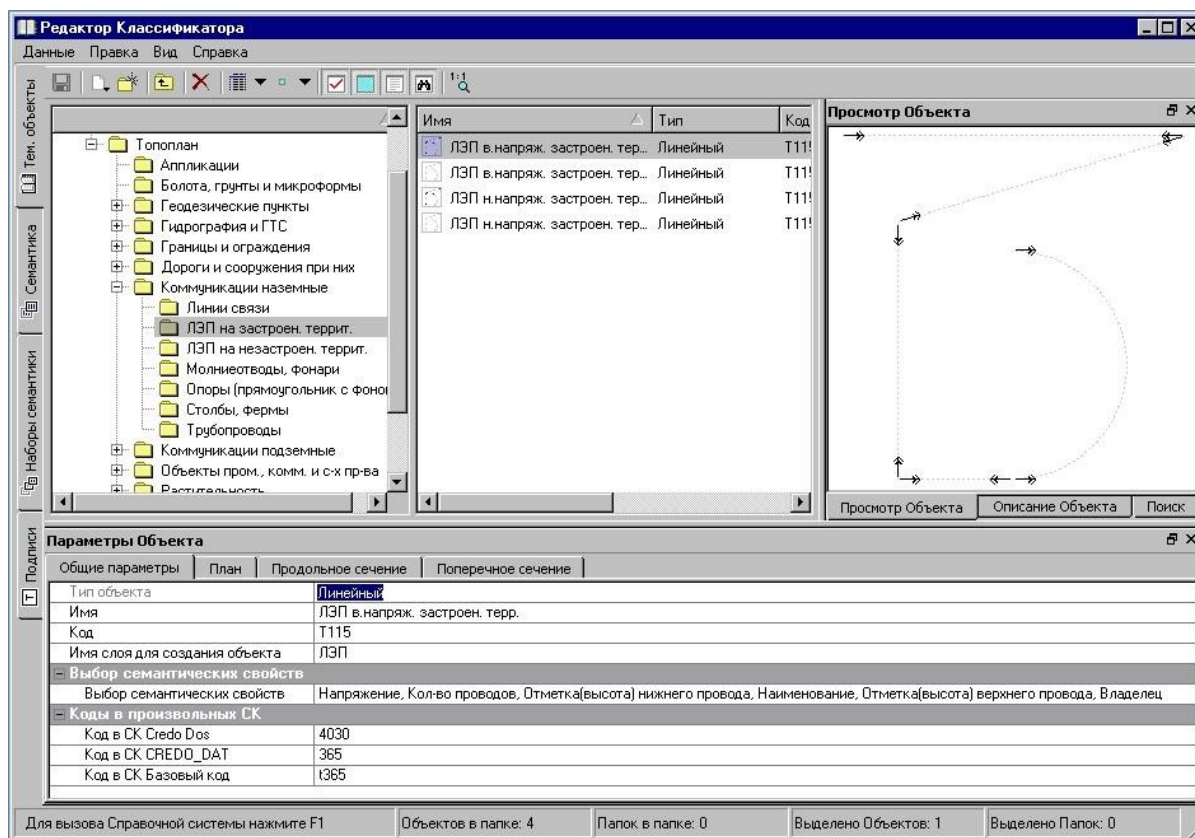 Редактор Классификатора
Данные Правка Вид Справка
1:1
Тем. объекты
Семантика
Наборы семантики
Подписи
Топоплан
Аппликации
Болота, грунты и микроформы
Геодезические пункты
Гидрография и ГТС
Границы и ограждения
Дороги и сооружения при них
Коммуникации наземные
Линии связи
ЛЭП на застроен. террит.
ЛЭП на незастроен. террит.
Молниеотводы, фонари
Опоры (прямоугольник с фоно
Столбы, фермы
Трубопроводы
Коммуникации подземные
Объекты пром., комм. и с-х пр-ва
Растительность
Имя Тип Код
ЛЭП в.напряж. застроен. тер... Линейный T115
ЛЭП в.напряж. застроен. тер... Линейный T11
ЛЭП н.напряж. застроен. тер... Линейный T11
ЛЭП н.напряж. застроен. тер... Линейный T11
Просмотр Объекта
Просмотр Объекта Описание Объекта Поиск
Параметры Объекта
Общие параметры План Продольное сечение Поперечное сечение
Тип объекта Линейный
Имя ЛЭП в.напряж. застроен. терр.
Код T115
Имя слоя для создания объекта ЛЭП
Выбор семантических свойств
Выбор семантических свойств Напряжение, Кол-во проводов, Отметка(высота) нижнего провода, Наименование, Отметка(высота) верхнего провода, Владелец
Коды в произвольных СК
Код в СК Credo Dos 4030
Код в СК CREDO_DAT 365
Код в СК Базовый код t365
Для вызова Справочной системы нажмите F1 Объектов в папке: 4 Папок в папке: 0 Выделено Объектов: 1 Выделено Папок: 0